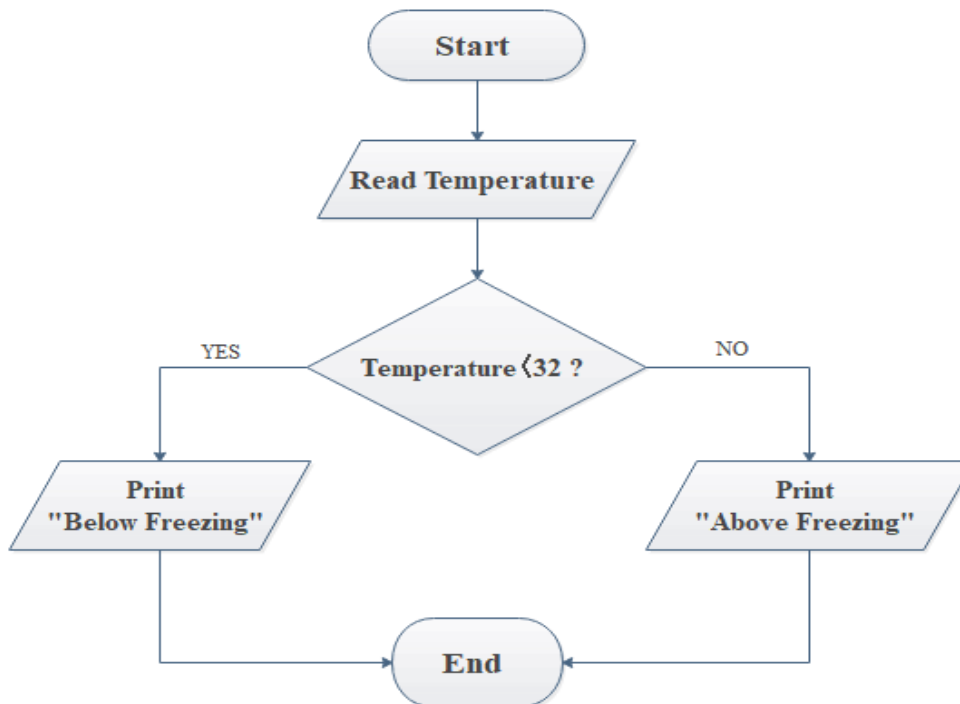 Start
Read Temperature
YES
NO
Temperature〈32 ?
Print
"Below Freezing"
Print
"Above Freezing"
End